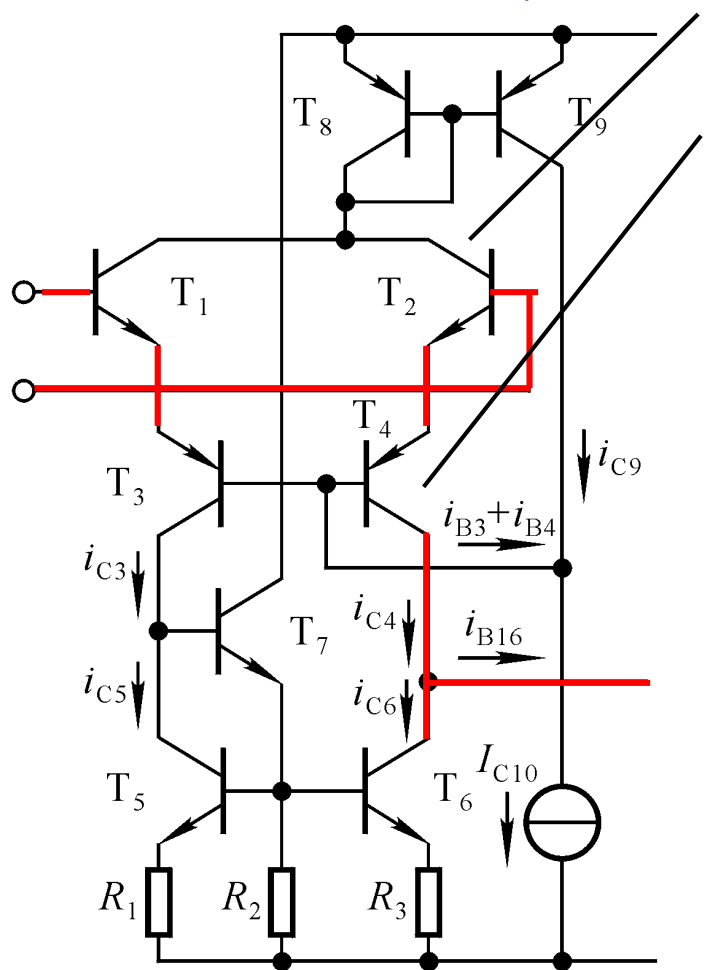 T8 T9
T1 T2
T4
T3 iC9
iB3+iB4
iC3
T7 iC4 iB16
iC5 iC6
T5 T6 IC10
R1 R2 R3